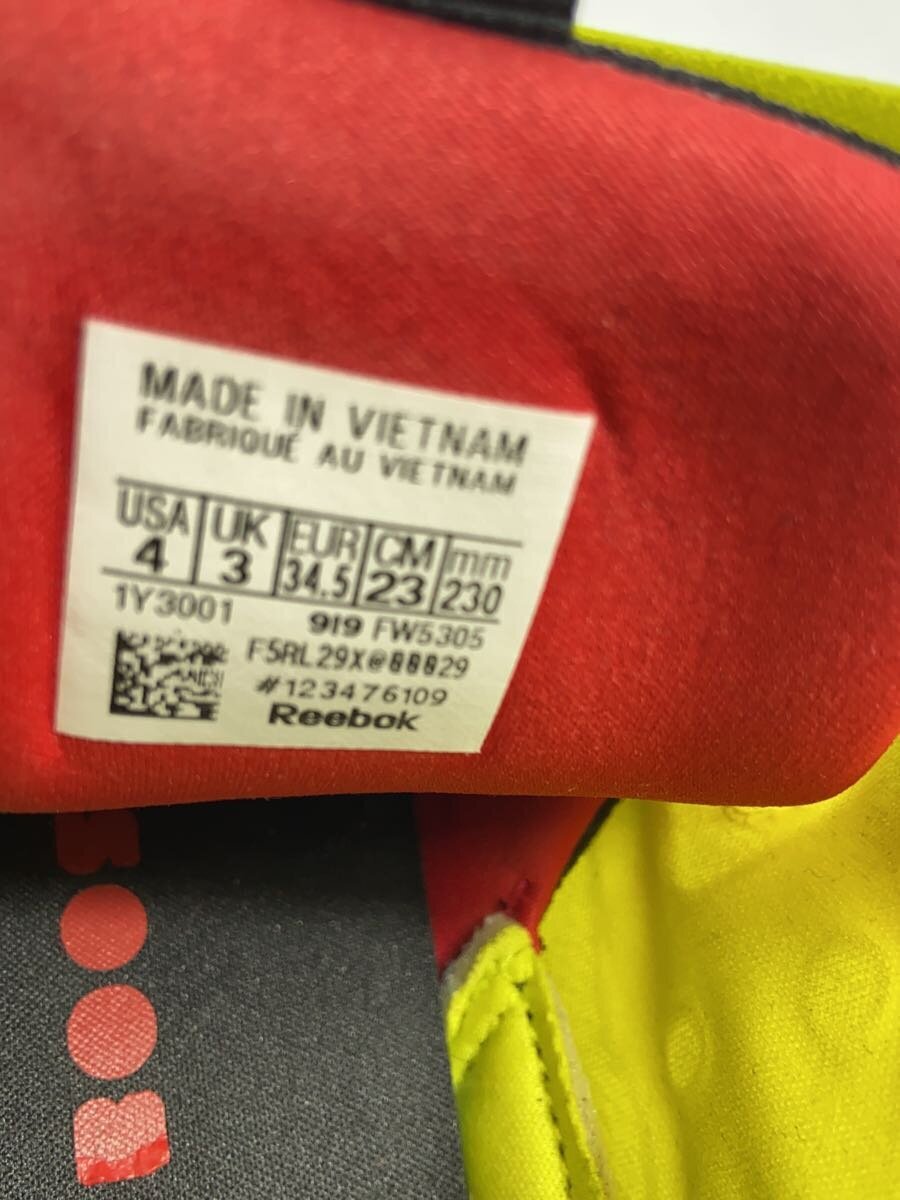 MADE IN VIETNAM
FABRIQUÉ AU VIETNAM
USA UK EUR CM mm
4 3 34.5 23 230
1Y3001 919 FW5305
F5RL29X@00029
#123476109
Reebok